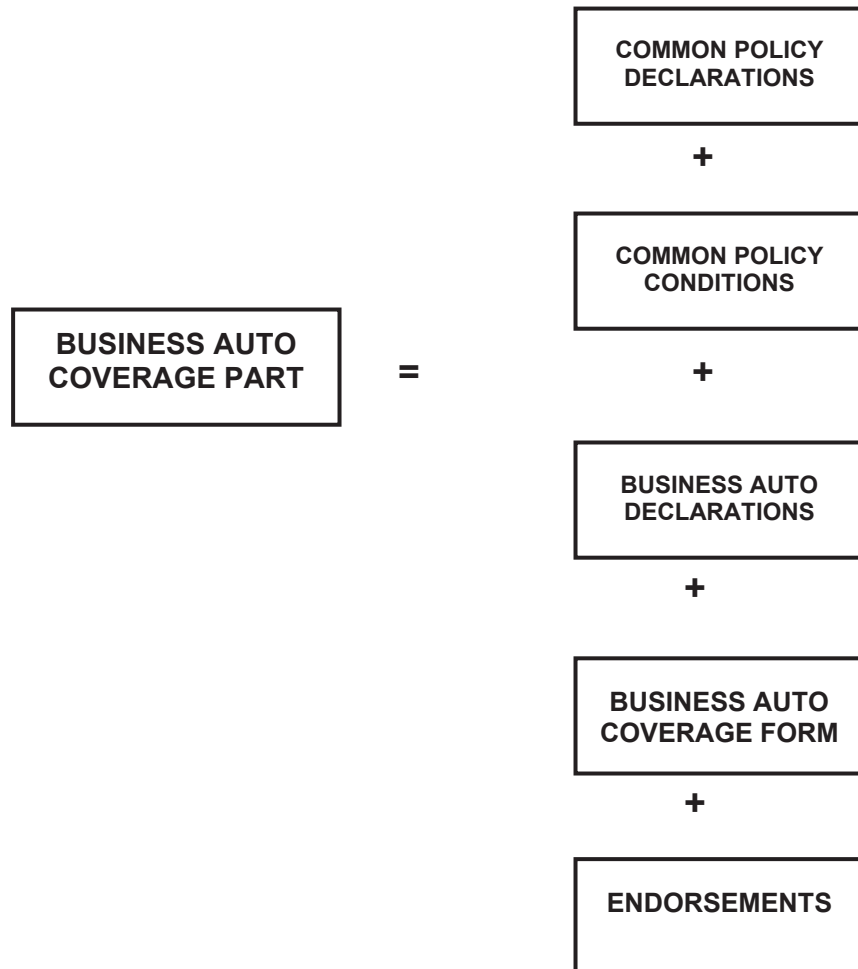 COMMON POLICY
DECLARATIONS
+
COMMON POLICY
CONDITIONS
BUSINESS AUTO
COVERAGE PART
=
+
BUSINESS AUTO
DECLARATIONS
+
BUSINESS AUTO
COVERAGE FORM
+
ENDORSEMENTS